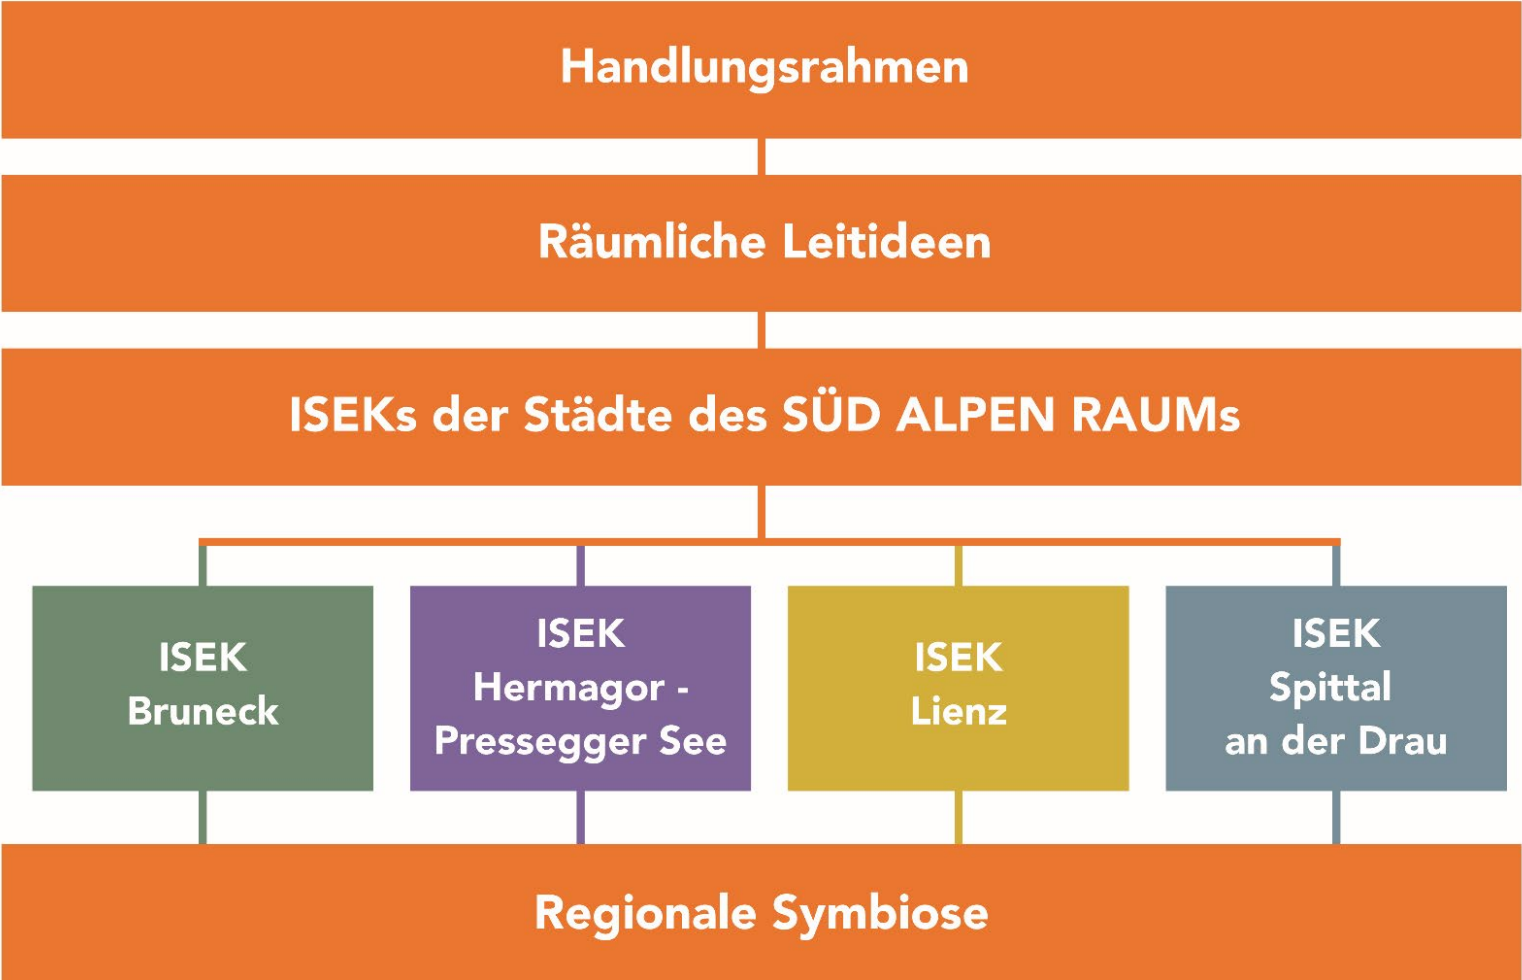 Handlungsrahmen
Räumliche Leitideen
ISEKs der Städte des SÜD ALPEN RAUMs
ISEK
Bruneck
ISEK
Hermagor -
Pressegger See
ISEK
Lienz
ISEK
Spittal
an der Drau
Regionale Symbiose